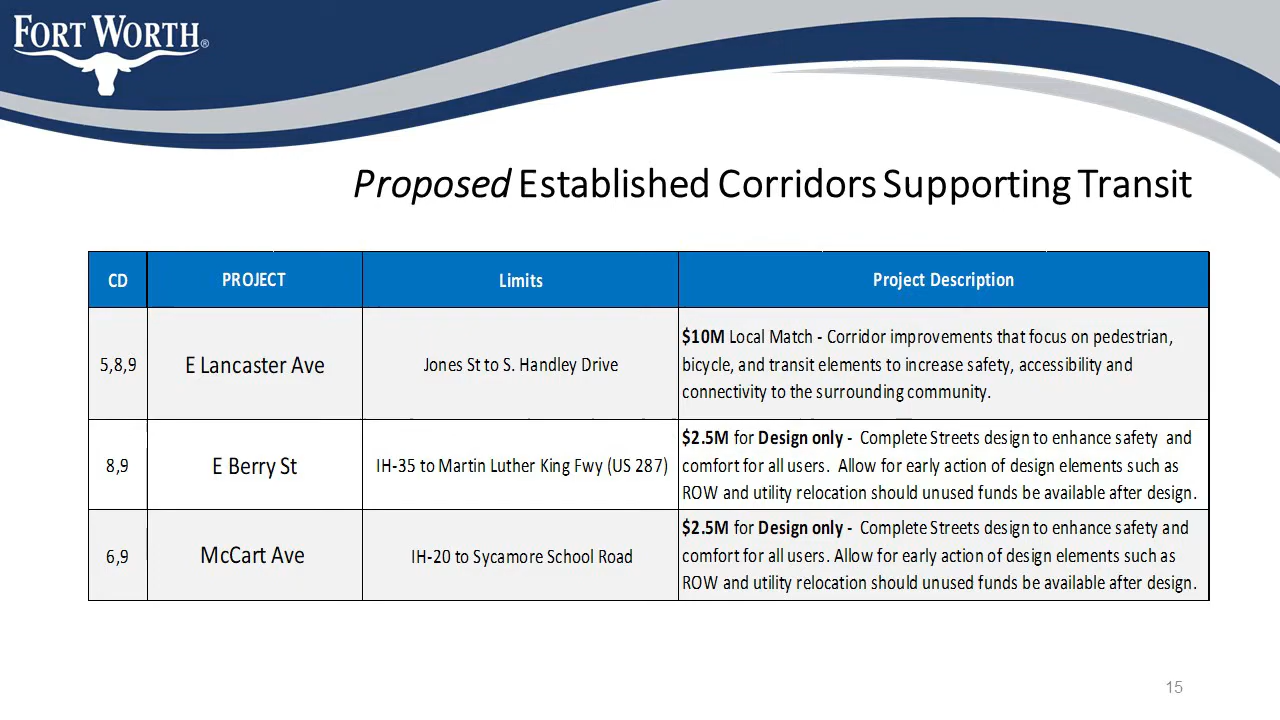 FORT WORTH®
Proposed Established Corridors Supporting Transit
CD PROJECT Limits Project Description
5,8,9 E Lancaster Ave Jones St to S. Handley Drive
$10M Local Match - Corridor improvements that focus on pedestrian,
bicycle, and transit elements to increase safety, accessibility and
connectivity to the surrounding community.
8,9 E Berry St IH-35 to Martin Luther King Fwy (US 287)
$2.5M for Design only - Complete Streets design to enhance safety and
comfort for all users. Allow for early action of design elements such as
ROW and utility relocation should unused funds be available after design.
6,9 McCart Ave IH-20 to Sycamore School Road
$2.5M for Design only - Complete Streets design to enhance safety and
comfort for all users. Allow for early action of design elements such as
ROW and utility relocation should unused funds be available after design.
15